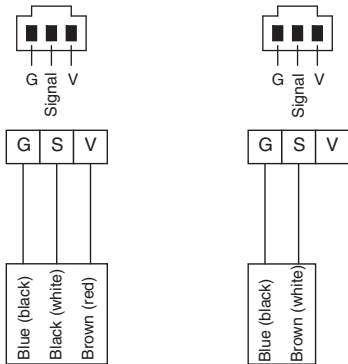 G Signal V
G Signal V
G S V
G S V
Blue (black)
Black (white)
Brown (red)
Blue (black)
Brown (white)